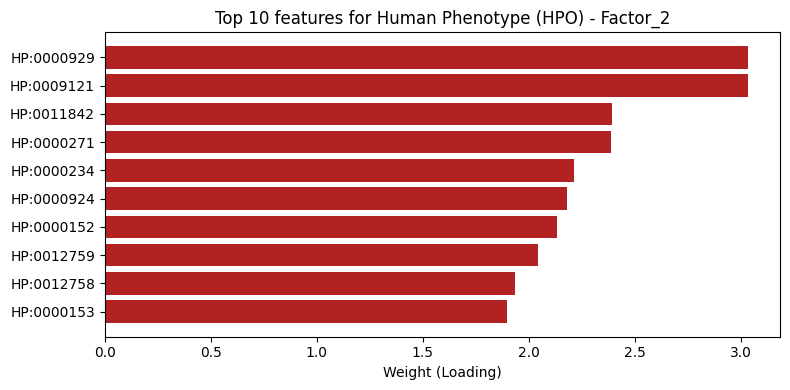 Top 10 features for Human Phenotype (HPO) - Factor_2
HP:0000929
HP:0009121
HP:0011842
HP:0000271
HP:0000234
HP:0000924
HP:0000152
HP:0012759
HP:0012758
HP:0000153
0.0 0.5 1.0 1.5 2.0 2.5 3.0
Weight (Loading)